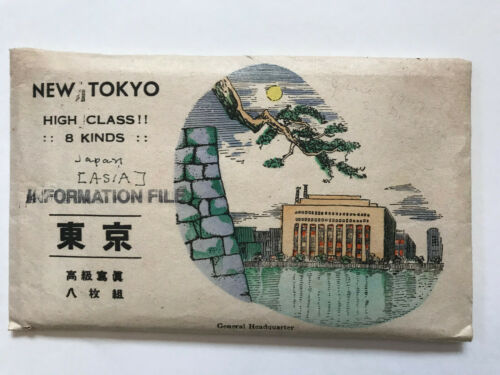 NEW TOKYO
HIGH CLASS!!
:: 8 KINDS ::
Japan
[ASIA]
INFORMATION FILE
東京
高級寫眞
八枚組
General Headquarter